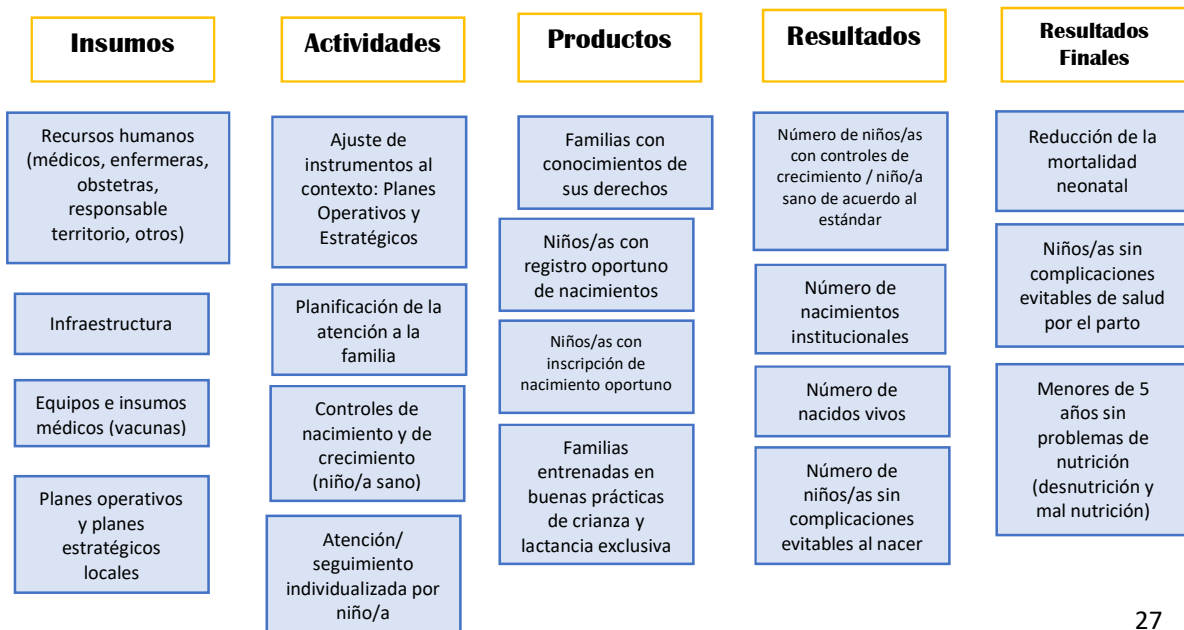 Insumos
Recursos humanos
(médicos, enfermeras,
obstetras,
responsable
territorio, otros)
Infraestructura
Equipos e insumos
médicos (vacunas)
Planes operativos
y planes
estratégicos
locales
Actividades
Ajuste de
instrumentos al
contexto: Planes
Operativos y
Estratégicos
Planificación de la
atención a la
familia
Controles de
nacimiento y de
crecimiento
(niño/a sano)
Atención/
seguimiento
individualizada por
niño/a
Productos
Familias con
conocimientos de
sus derechos
Niños/as con
registro oportuno
de nacimientos
Niños/as con
inscripción de
nacimiento oportuno
Familias
entrenadas en
buenas prácticas
de crianza y
lactancia exclusiva
Resultados
Número de niños/as
con controles de
crecimiento / niño/a
sano de acuerdo al
estándar
Número de
nacimientos
institucionales
Número de
nacidos vivos
Número de
niños/as sin
complicaciones
evitables al nacer
Resultados
Finales
Reducción de la
mortalidad
neonatal
Niños/as sin
complicaciones
evitables de salud
por el parto
Menores de 5
años sin
problemas de
nutrición
(desnutrición y
mal nutrición)
27